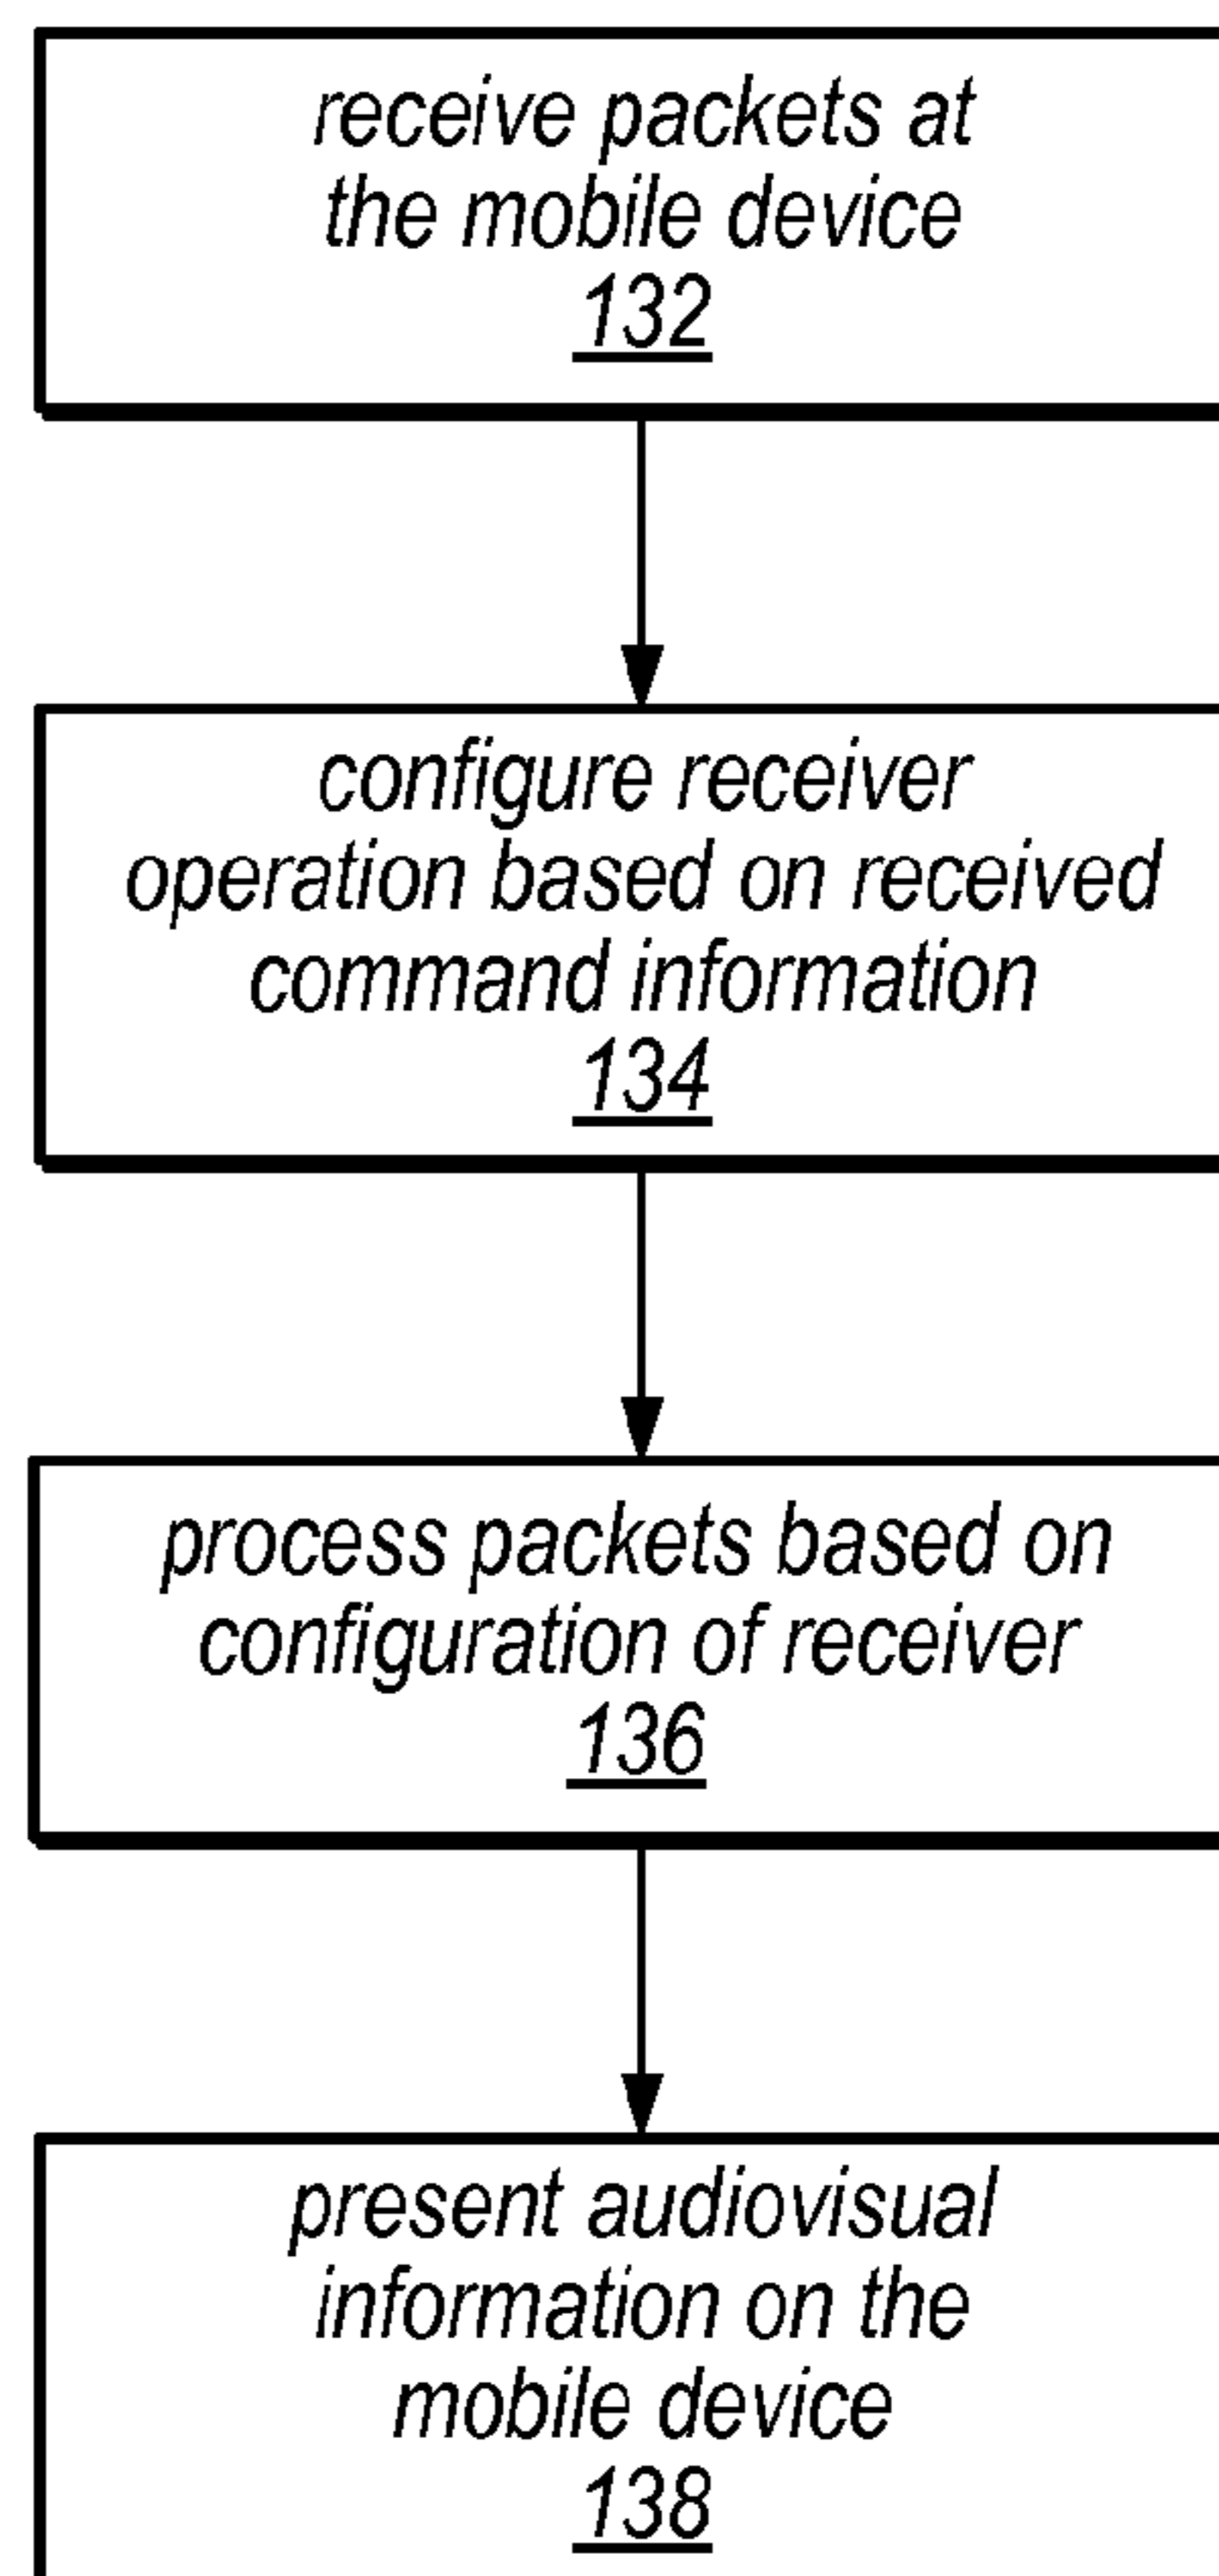 receive packets at
the mobile device
132
configure receiver
operation based on received
command information
134
process packets based on
configuration of receiver
136
present audiovisual
information on the
mobile device
138